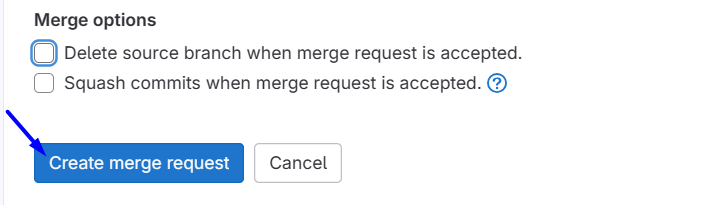 Merge options
Delete source branch when merge request is accepted.
Squash commits when merge request is accepted. ?
Create merge request Cancel